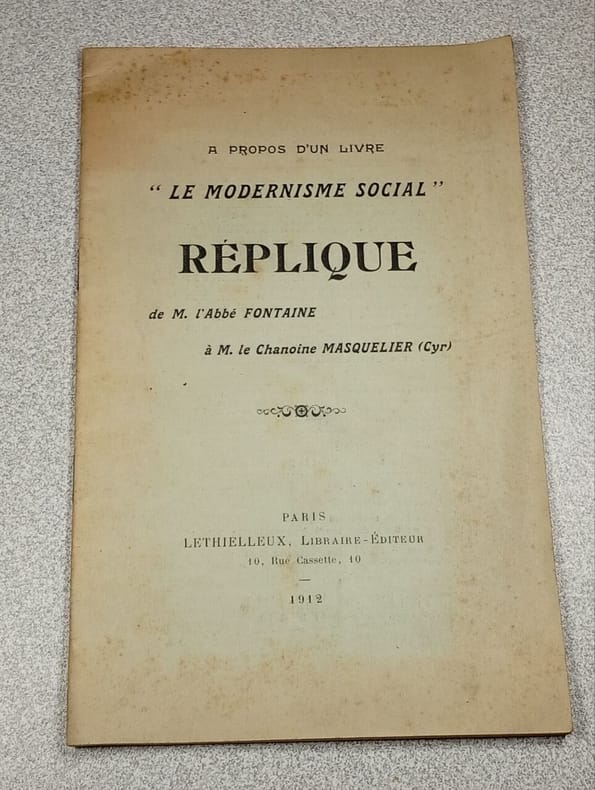 A PROPOS D'UN LIVRE
“ LE MODERNISME SOCIAL ”
RÉPLIQUE
de M. l'Abbé FONTAINE
à M. le Chanoine MASQUELIER (Cyr)
PARIS
LETHIELLEUX, LIBRAIRE-ÉDITEUR
10, Rue Cassette, 10
1912